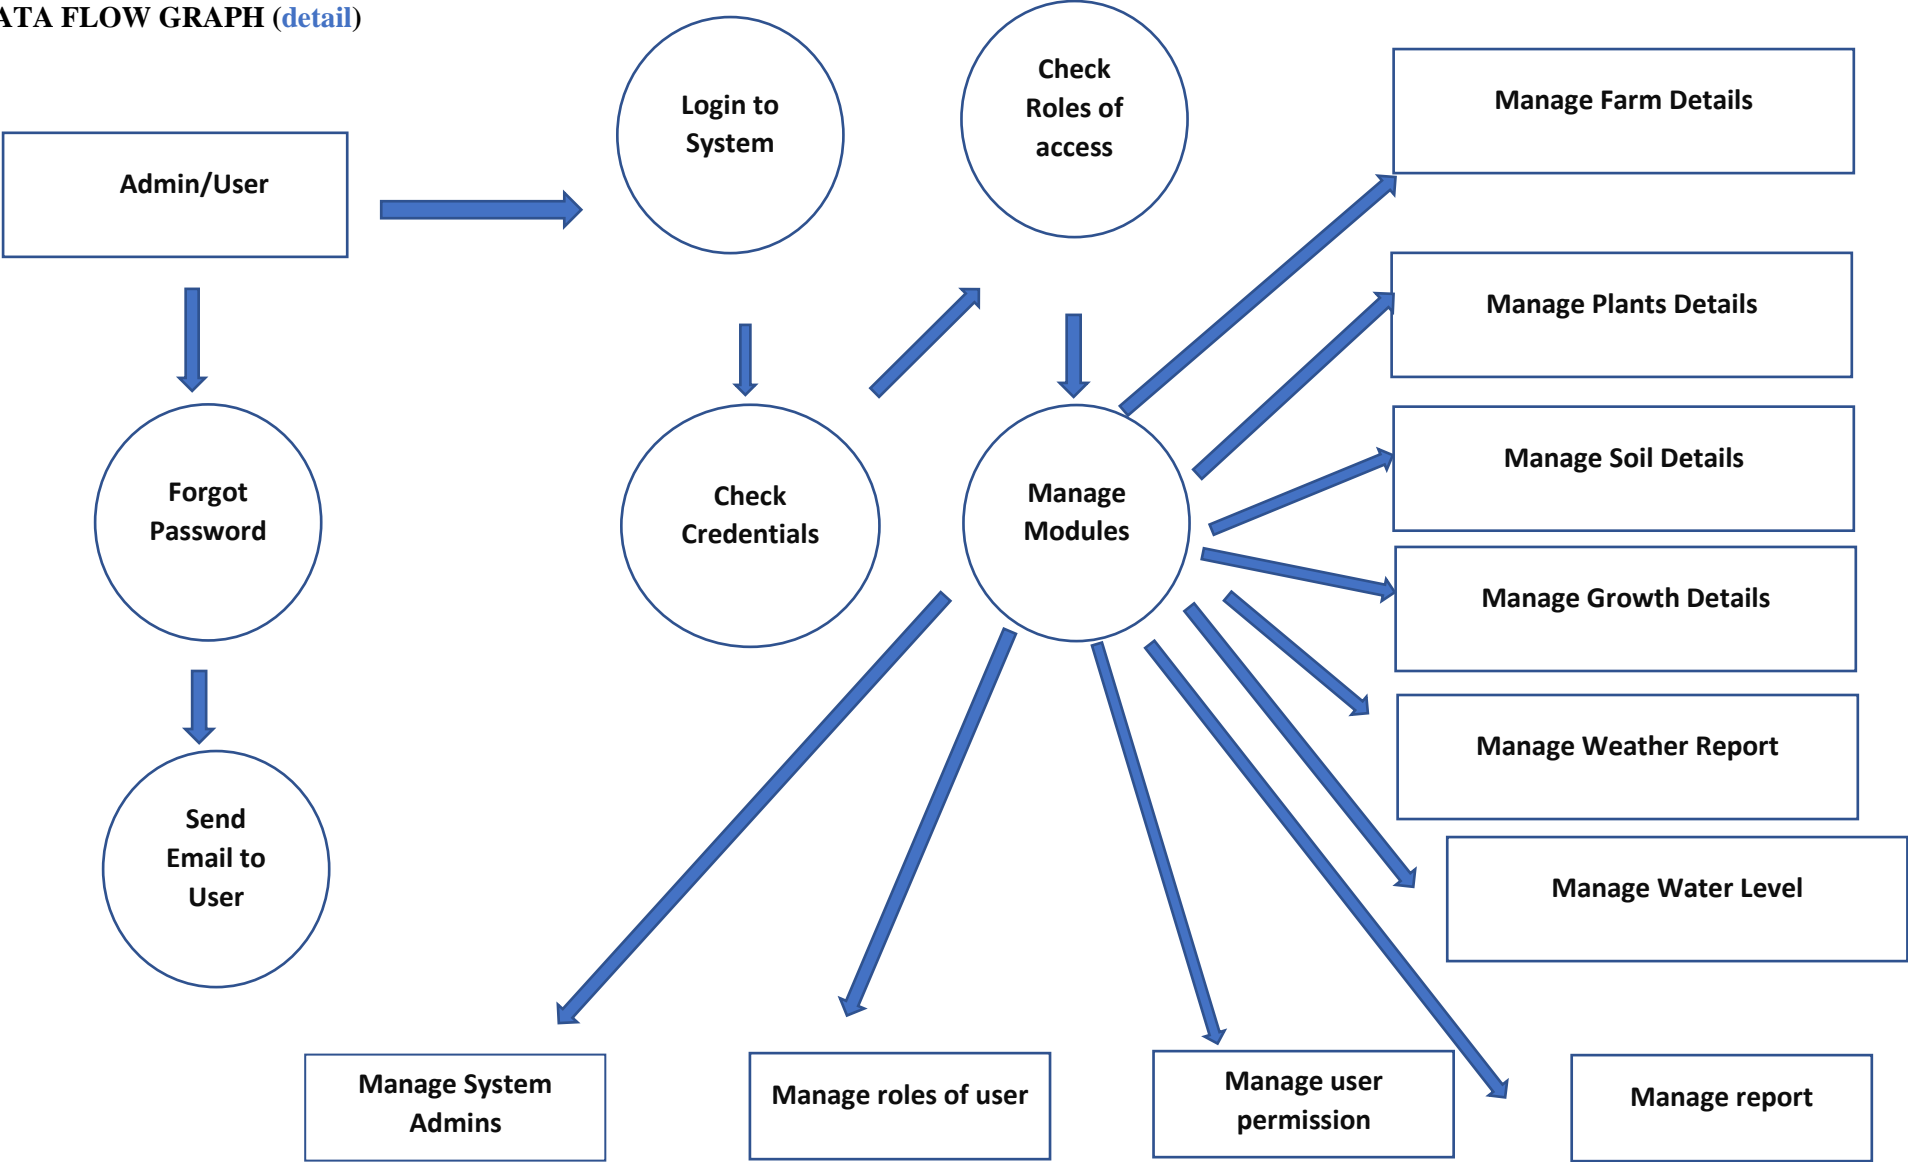 ATA FLOW GRAPH (detail)
Login to
System
Check
Roles of
access
Manage Farm Details
Admin/User
Manage Plants Details
Manage Soil Details
Forgot
Password
Check
Credentials
Manage
Modules
Manage Growth Details
Manage Weather Report
Send
Email to
User
Manage Water Level
Manage System
Admins
Manage roles of user
Manage user
permission
Manage report